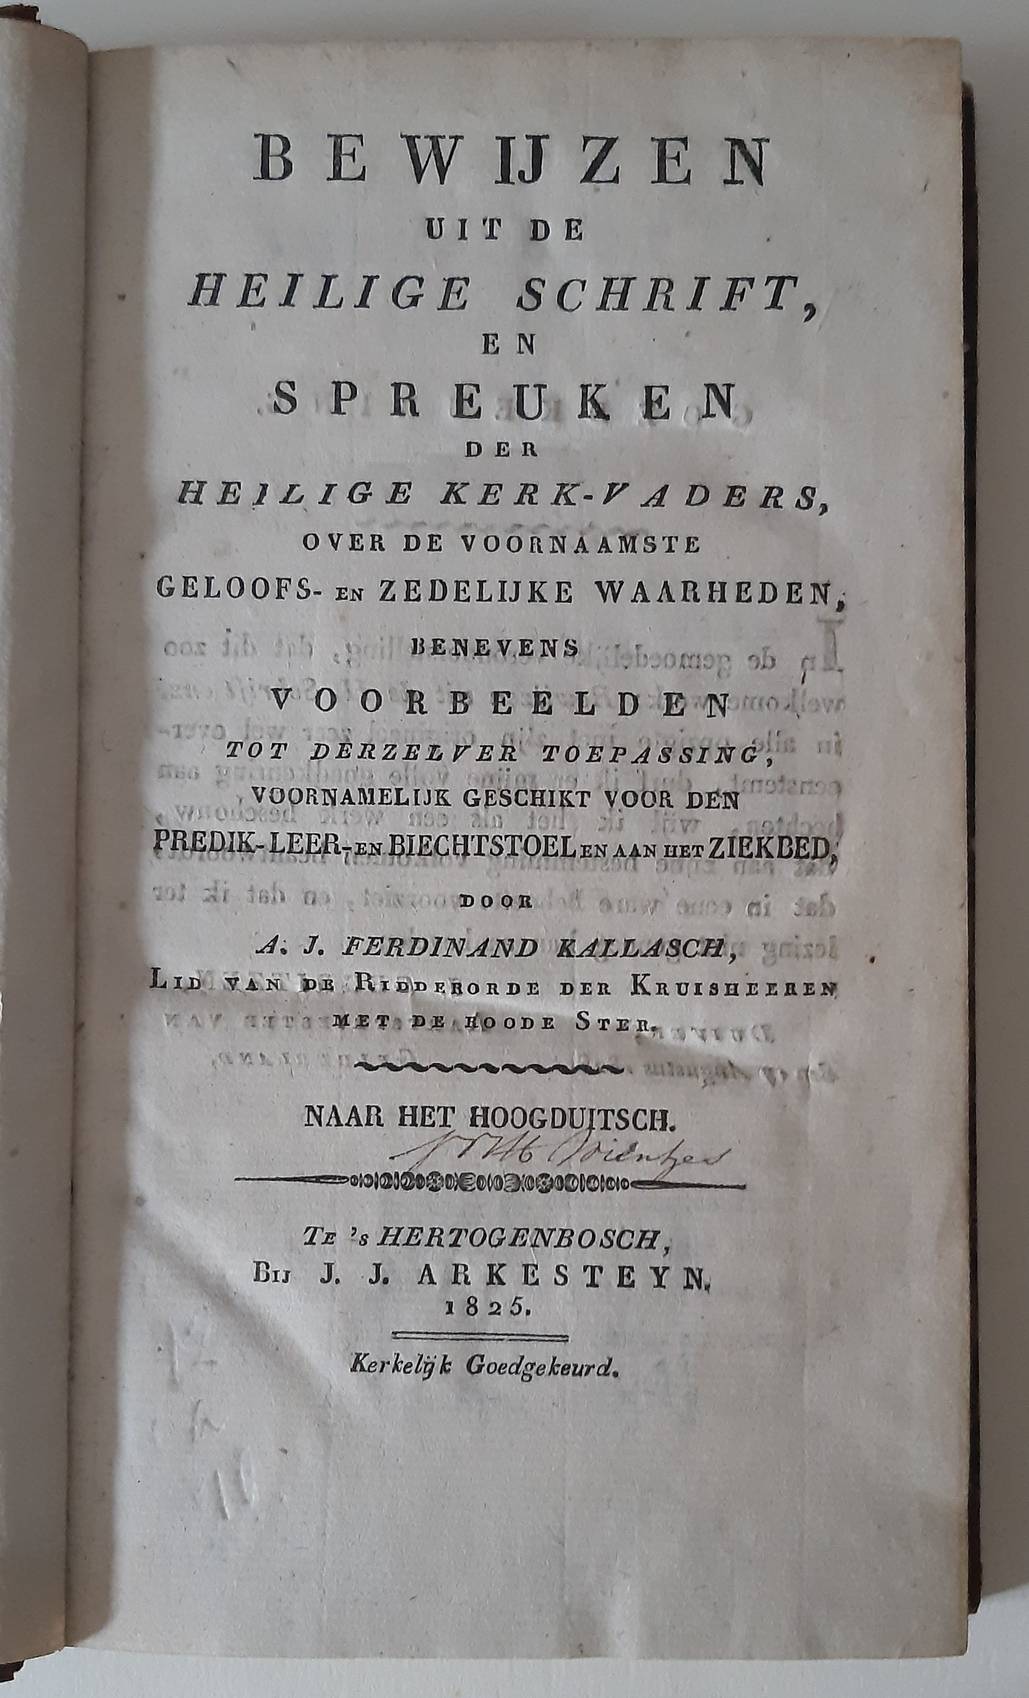 BEWIJZEN
UIT DE
HEILIGE SCHRIFT,
EN
SPREUKEN
DER
HEILIGE KERK-VADERS,
OVER DE VOORNAAMSTE
GELOOFS- EN ZEDELIJKE WAARHEDEN,
BENEVENS
VOORBEELDEN
TOT DERZELVER TOEPASSING,
VOORNAMELIJK GESCHIKT VOOR DEN
PREDIK- LEER- EN BIECHTSTOEL EN AAN HET ZIEKBED,
DOOR
A. J. FERDINAND KALLASCH,
LID VAN DE RIDDERORDE DER KRUISHEEREN
MET DE ROODE STER.
NAAR HET HOOGDUITSCH.
Wientjes
TE 's HERTOGENBOSCH,
BIJ J. J. ARKESTEYN.
1825.
Kerkelijk Goedgekeurd.